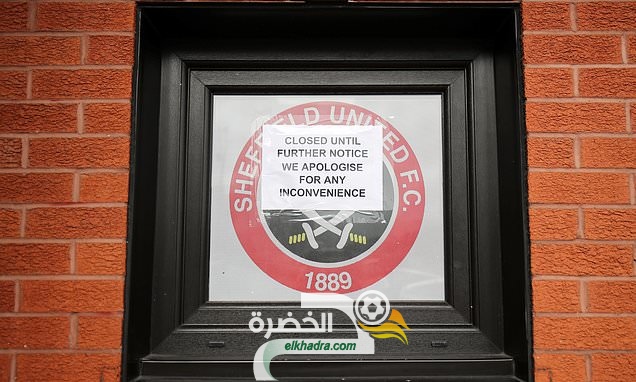 SHEFFIELD UNITED F.C.
CLOSED UNTIL
FURTHER NOTICE
WE APOLOGISE
FOR ANY
INCONVENIENCE
1889
الخضرة
elkhadra.com